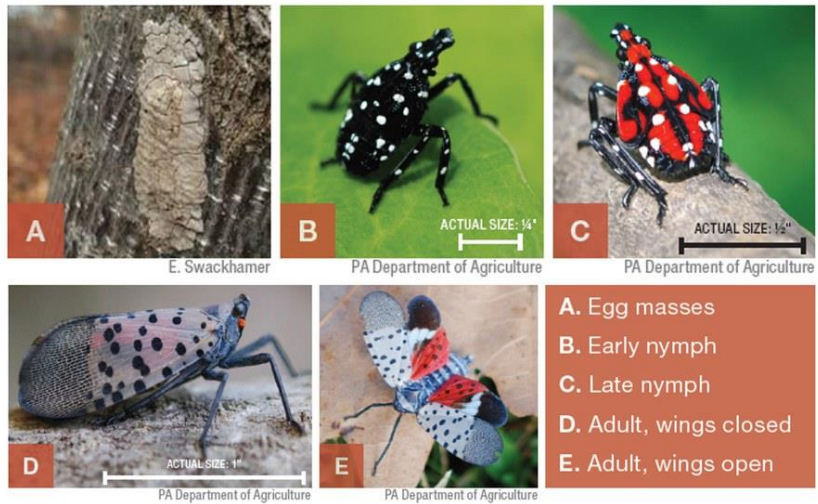 A
E. Swackhamer
B
ACTUAL SIZE: ¼"
PA Department of Agriculture
C
ACTUAL SIZE: ½"
PA Department of Agriculture
D
ACTUAL SIZE: 1"
PA Department of Agriculture
E
PA Department of Agriculture
A. Egg masses
B. Early nymph
C. Late nymph
D. Adult, wings closed
E. Adult, wings open